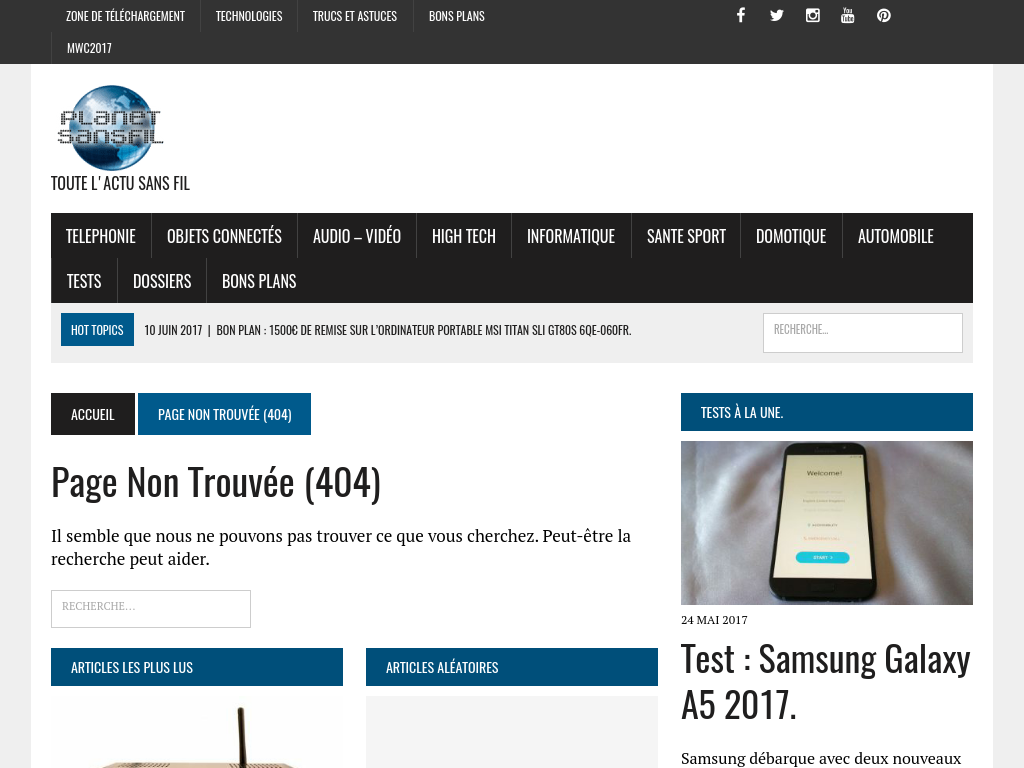 ZONE DE TÉLÉCHARGEMENT
TECHNOLOGIES
TRUCS ET ASTUCES
BONS PLANS
You Tube
MWC2017
PLANET
SANSFIL
TOUTE L'ACTU SANS FIL
TELEPHONIE
OBJETS CONNECTÉS
AUDIO – VIDÉO
HIGH TECH
INFORMATIQUE
SANTE SPORT
DOMOTIQUE
AUTOMOBILE
TESTS
DOSSIERS
BONS PLANS
HOT TOPICS
10 JUIN 2017 | BON PLAN : 1500€ DE REMISE SUR L'ORDINATEUR PORTABLE MSI TITAN SLI GT80S 6QE-060FR.
RECHERCHE…
ACCUEIL
PAGE NON TROUVÉE (404)
Page Non Trouvée (404)
Il semble que nous ne pouvons pas trouver ce que vous cherchez. Peut-être la
recherche peut aider.
RECHERCHE…
ARTICLES LES PLUS LUS
ARTICLES ALÉATOIRES
TESTS À LA UNE.
Welcome!
START >
24 MAI 2017
Test : Samsung Galaxy
A5 2017.
Samsung débarque avec deux nouveaux